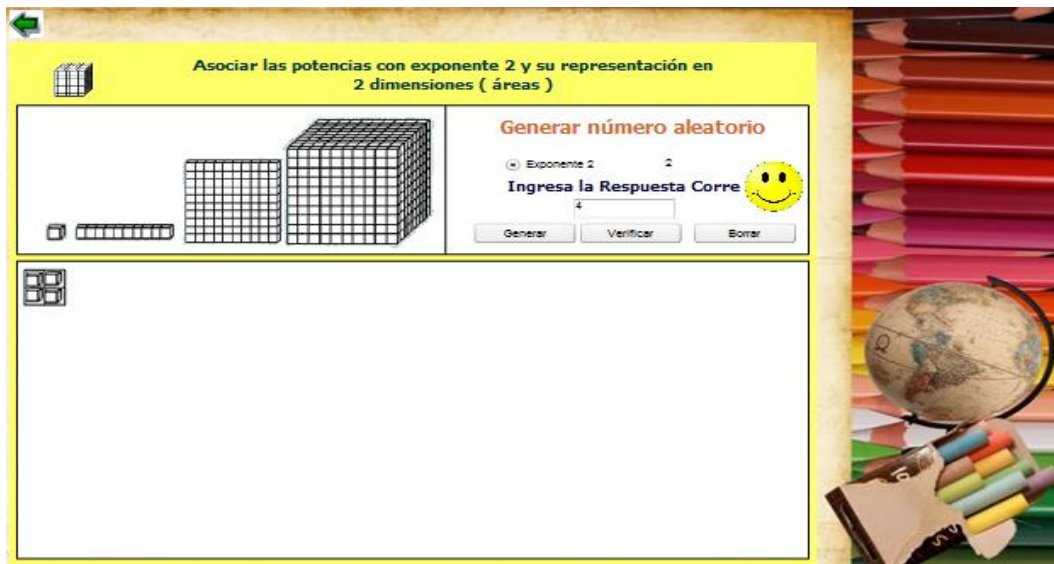 Asociar las potencias con exponente 2 y su representación en
2 dimensiones ( áreas )
Generar número aleatorio
Exponente 2
2
Ingresa la Respuesta Corre
4
Generar
Verificar
Borrar